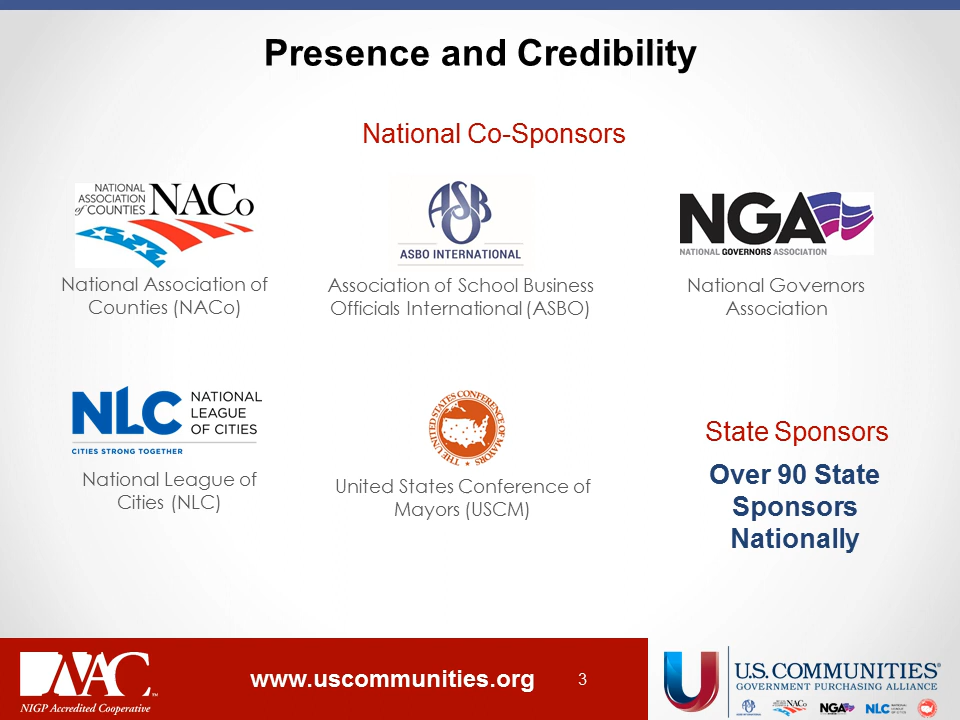 Presence and Credibility
National Co-Sponsors
NATIONAL
ASSOCIATION
of COUNTIES
NACo
National Association of
Counties (NACo)
ASBO
ASBO INTERNATIONAL
Association of School Business
Officials International (ASBO)
NGA
NATIONAL GOVERNORS ASSOCIATION
National Governors
Association
NLC
NATIONAL
LEAGUE
OF CITIES
CITIES STRONG TOGETHER
National League of
Cities (NLC)
THE UNITED STATES CONFERENCE OF MAYORS
United States Conference of
Mayors (USCM)
State Sponsors
Over 90 State
Sponsors
Nationally
NAC™
NIGP Accredited Cooperative
www.uscommunities.org
3
U.S. COMMUNITIES®
GOVERNMENT PURCHASING ALLIANCE
NACo
NGA
NLC